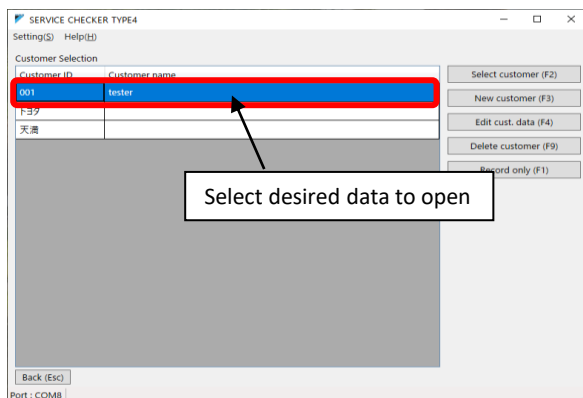 SERVICE CHECKER TYPE4
Setting(S) Help(H)
Customer Selection
Customer ID Customer name
001 tester
トヨタ
天満
Select customer (F2)
New customer (F3)
Edit cust. data (F4)
Delete customer (F9)
Record only (F1)
Select desired data to open
Back (Esc)
Port : COM8